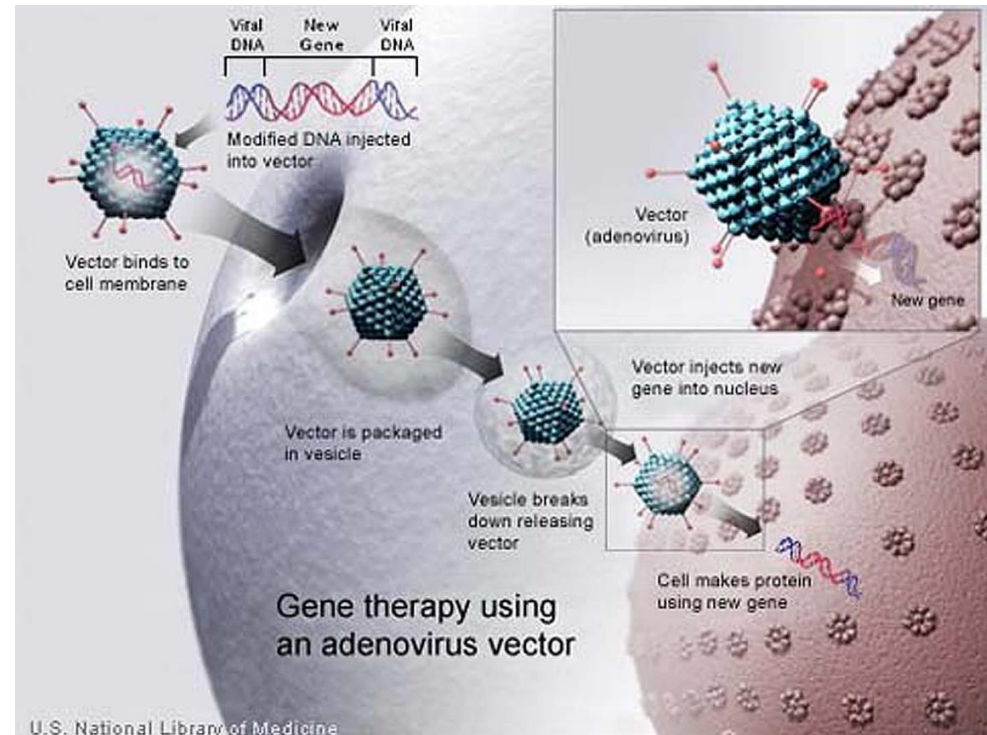 Viral DNA
New Gene
Viral DNA
Modified DNA injected
into vector
Vector binds to
cell membrane
Vector is packaged
in vesicle
Vesicle breaks
down releasing
vector
Vector
(adenovirus)
New gene
Vector injects new
gene into nucleus
Cell makes protein
using new gene
Gene therapy using
an adenovirus vector
U.S. National Library of Medicine